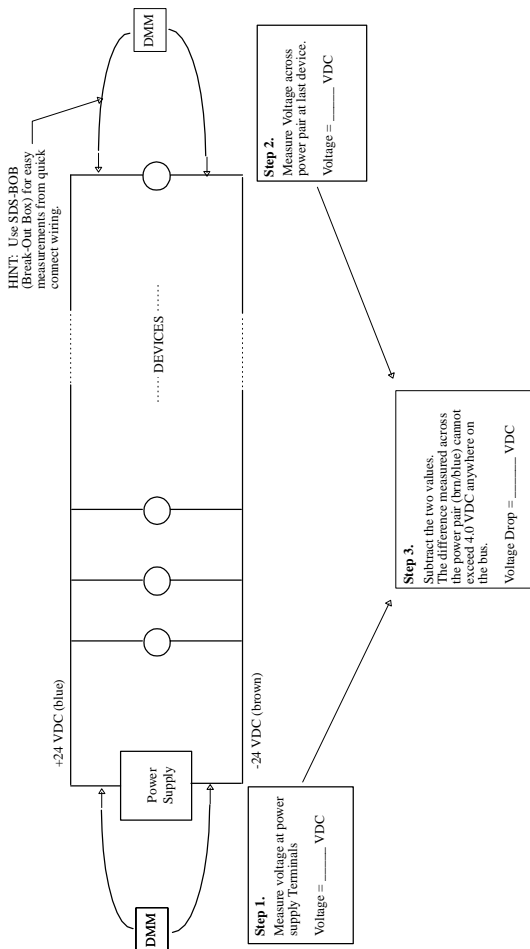 HINT:  Use SDS-BOB
(Break-Out Box) for easy
measurements from quick
connect wiring.
DMM
+24 VDC (blue)
Power
Supply
...... DEVICES ......
-24 VDC (brown)
DMM
Step 1.
Measure voltage at power
supply Terminals
Voltage = _____ VDC
Step 2.
Measure Voltage across
power pair at last device.
Voltage = _____ VDC
Step 3.
Subtract the two values.
The difference measured across
the power pair (brn/blue) cannot
exceed 4.0 VDC anywhere on
the bus.
Voltage Drop = ______ VDC